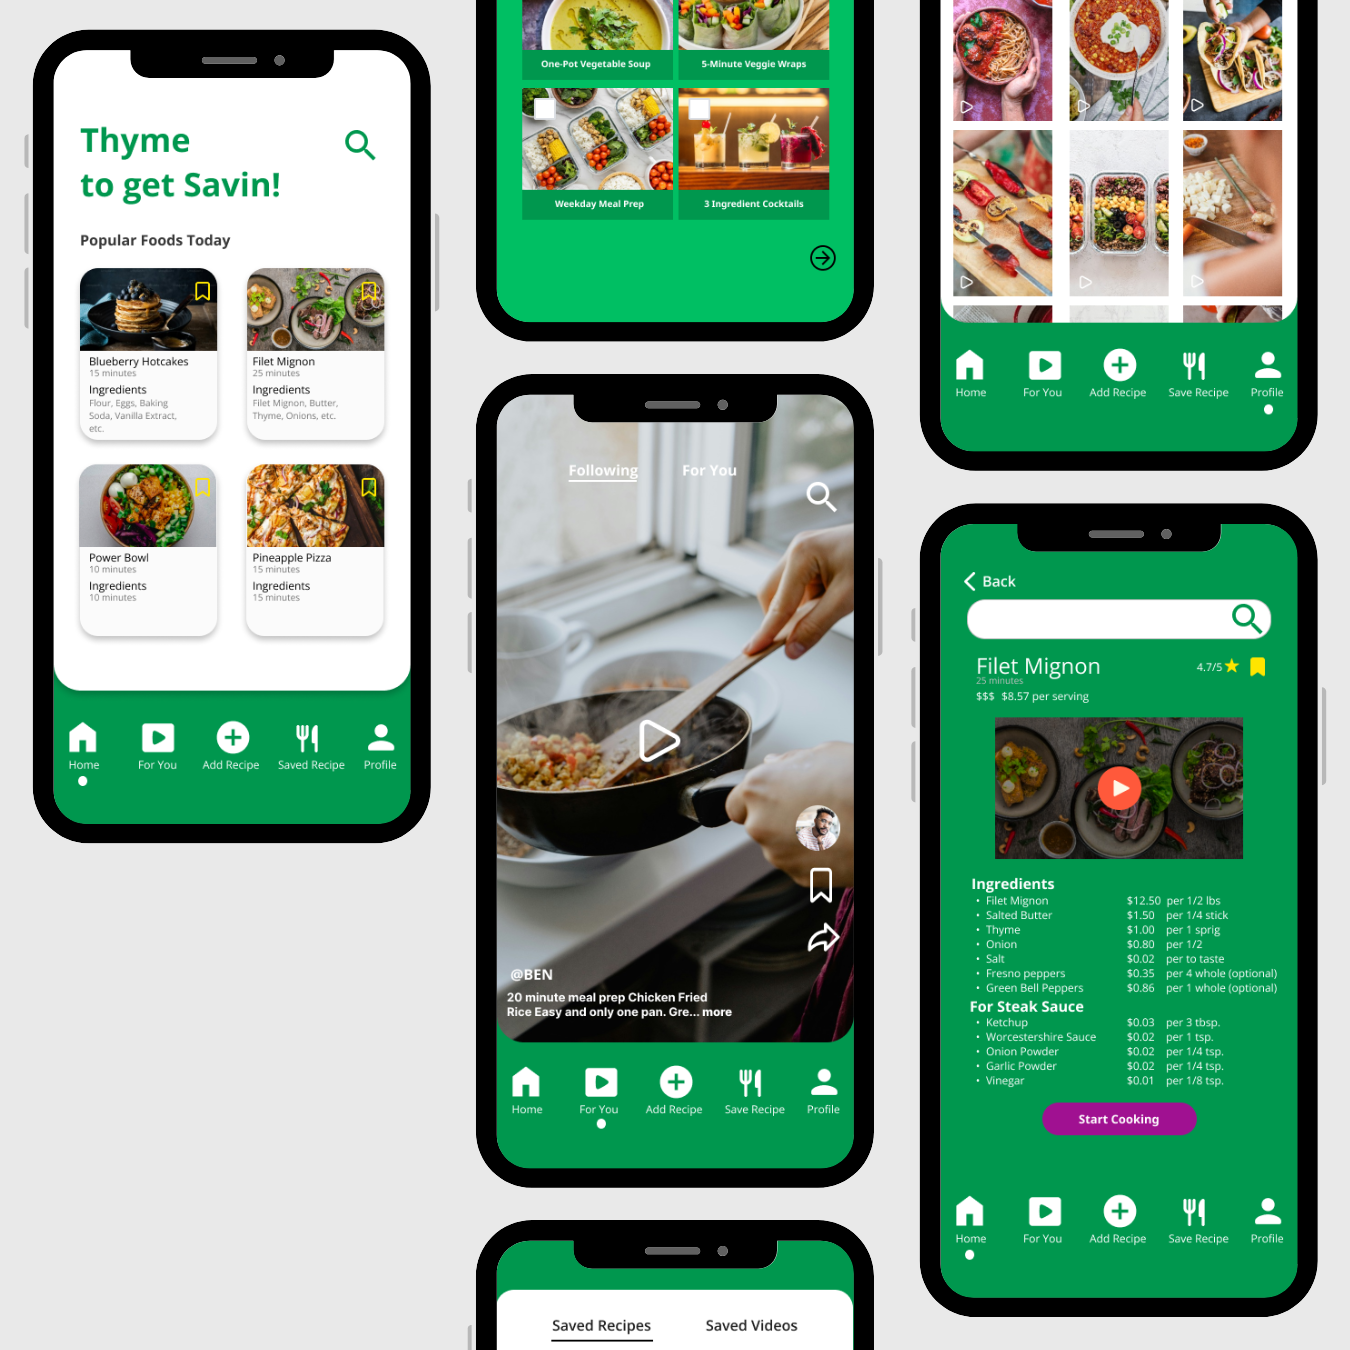 Thyme
to get Savin!
Popular Foods Today
Blueberry Hotcakes
15 minutes
Ingredients
Flour, Eggs, Baking
Soda, Vanilla Extract,
etc.
Filet Mignon
25 minutes
Ingredients
Filet Mignon, Butter,
Thyme, Onions, etc.
Power Bowl
10 minutes
Ingredients
10 minutes
Pineapple Pizza
15 minutes
Ingredients
15 minutes
Home
For You
Add Recipe
Saved Recipe
Profile
One-Pot Vegetable Soup
5-Minute Veggie Wraps
Weekday Meal Prep
3 Ingredient Cocktails
Following
For You
@BEN
20 minute meal prep Chicken Fried
Rice Easy and only one pan. Gre... more
Home
For You
Add Recipe
Save Recipe
Profile
Saved Recipes
Saved Videos
Home
For You
Add Recipe
Save Recipe
Profile
Back
Filet Mignon
4.7/5
25 minutes
$$$ $8.57 per serving
Ingredients
• Filet Mignon $12.50 per 1/2 lbs
• Salted Butter $1.50 per 1/4 stick
• Thyme $1.00 per 1 sprig
• Onion $0.80 per 1/2
• Salt $0.02 per to taste
• Fresno peppers $0.35 per 4 whole (optional)
• Green Bell Peppers $0.86 per 1 whole (optional)
For Steak Sauce
• Ketchup $0.03 per 3 tbsp.
• Worcestershire Sauce $0.02 per 1 tsp.
• Onion Powder $0.02 per 1/4 tsp.
• Garlic Powder $0.02 per 1/4 tsp.
• Vinegar $0.01 per 1/8 tsp.
Start Cooking
Home
For You
Add Recipe
Save Recipe
Profile